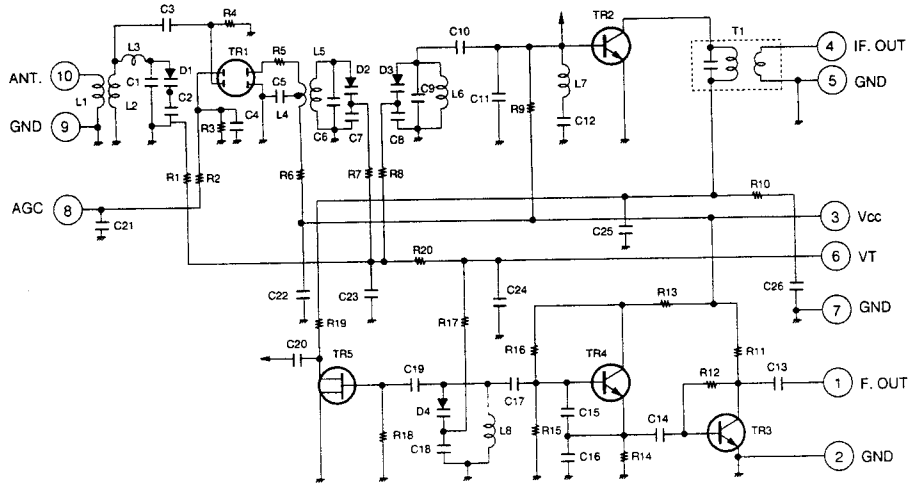 C3
R4
C10
TR2
T1
4 IF. OUT
L3
TR1
R5
L5
ANT. 10
C1
D1
D2
D3
C9
L6
5 GND
L1
L2
C2
C5
L4
C11
R9
L7
GND 9
R3
C4
C6
C7
C8
C12
R1
R2
R6
R7
R8
R10
AGC 8
C21
C25
3 Vcc
R20
6 VT
C22
C23
C24
R13
C26
7 GND
R19
R17
R16
R11
C20
TR5
C19
C17
TR4
R12
C13
1 F. OUT
D4
C15
C14
R18
C18
L8
R15
C16
R14
TR3
2 GND